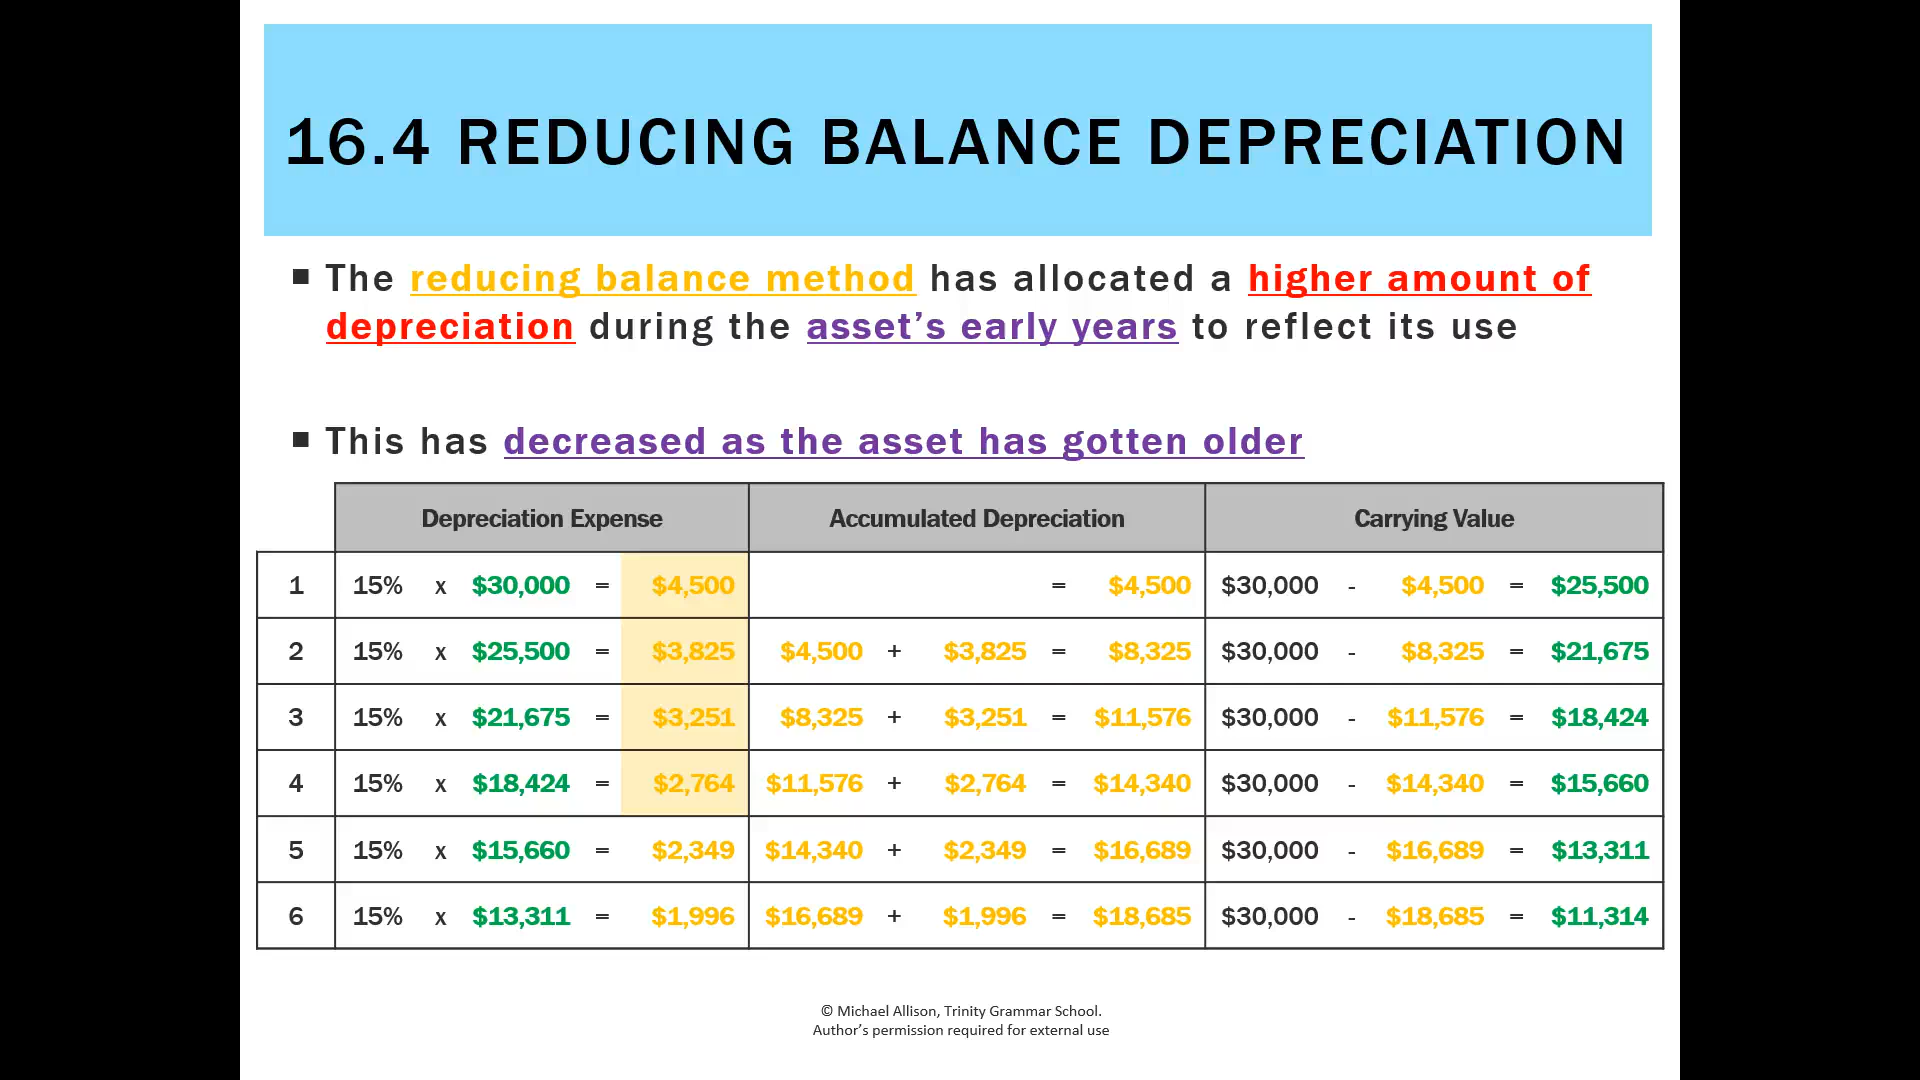 16.4 REDUCING BALANCE DEPRECIATION
▪ The reducing balance method has allocated a higher amount of
depreciation during the asset’s early years to reflect its use
▪ This has decreased as the asset has gotten older
Depreciation Expense Accumulated Depreciation Carrying Value
1 15% x $30,000 = $4,500 = $4,500 $30,000 - $4,500 = $25,500
2 15% x $25,500 = $3,825 $4,500 + $3,825 = $8,325 $30,000 - $8,325 = $21,675
3 15% x $21,675 = $3,251 $8,325 + $3,251 = $11,576 $30,000 - $11,576 = $18,424
4 15% x $18,424 = $2,764 $11,576 + $2,764 = $14,340 $30,000 - $14,340 = $15,660
5 15% x $15,660 = $2,349 $14,340 + $2,349 = $16,689 $30,000 - $16,689 = $13,311
6 15% x $13,311 = $1,996 $16,689 + $1,996 = $18,685 $30,000 - $18,685 = $11,314
© Michael Allison, Trinity Grammar School.
Author’s permission required for external use